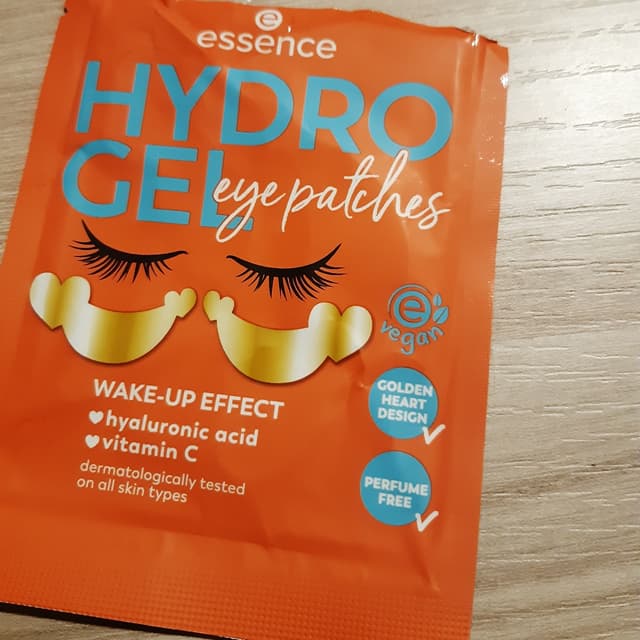 e
essence
HYDRO
GEL eye patches
e
vegan
WAKE-UP EFFECT
hyaluronic acid
vitamin C
dermatologically tested
on all skin types
GOLDEN
HEART
DESIGN
PERFUME
FREE